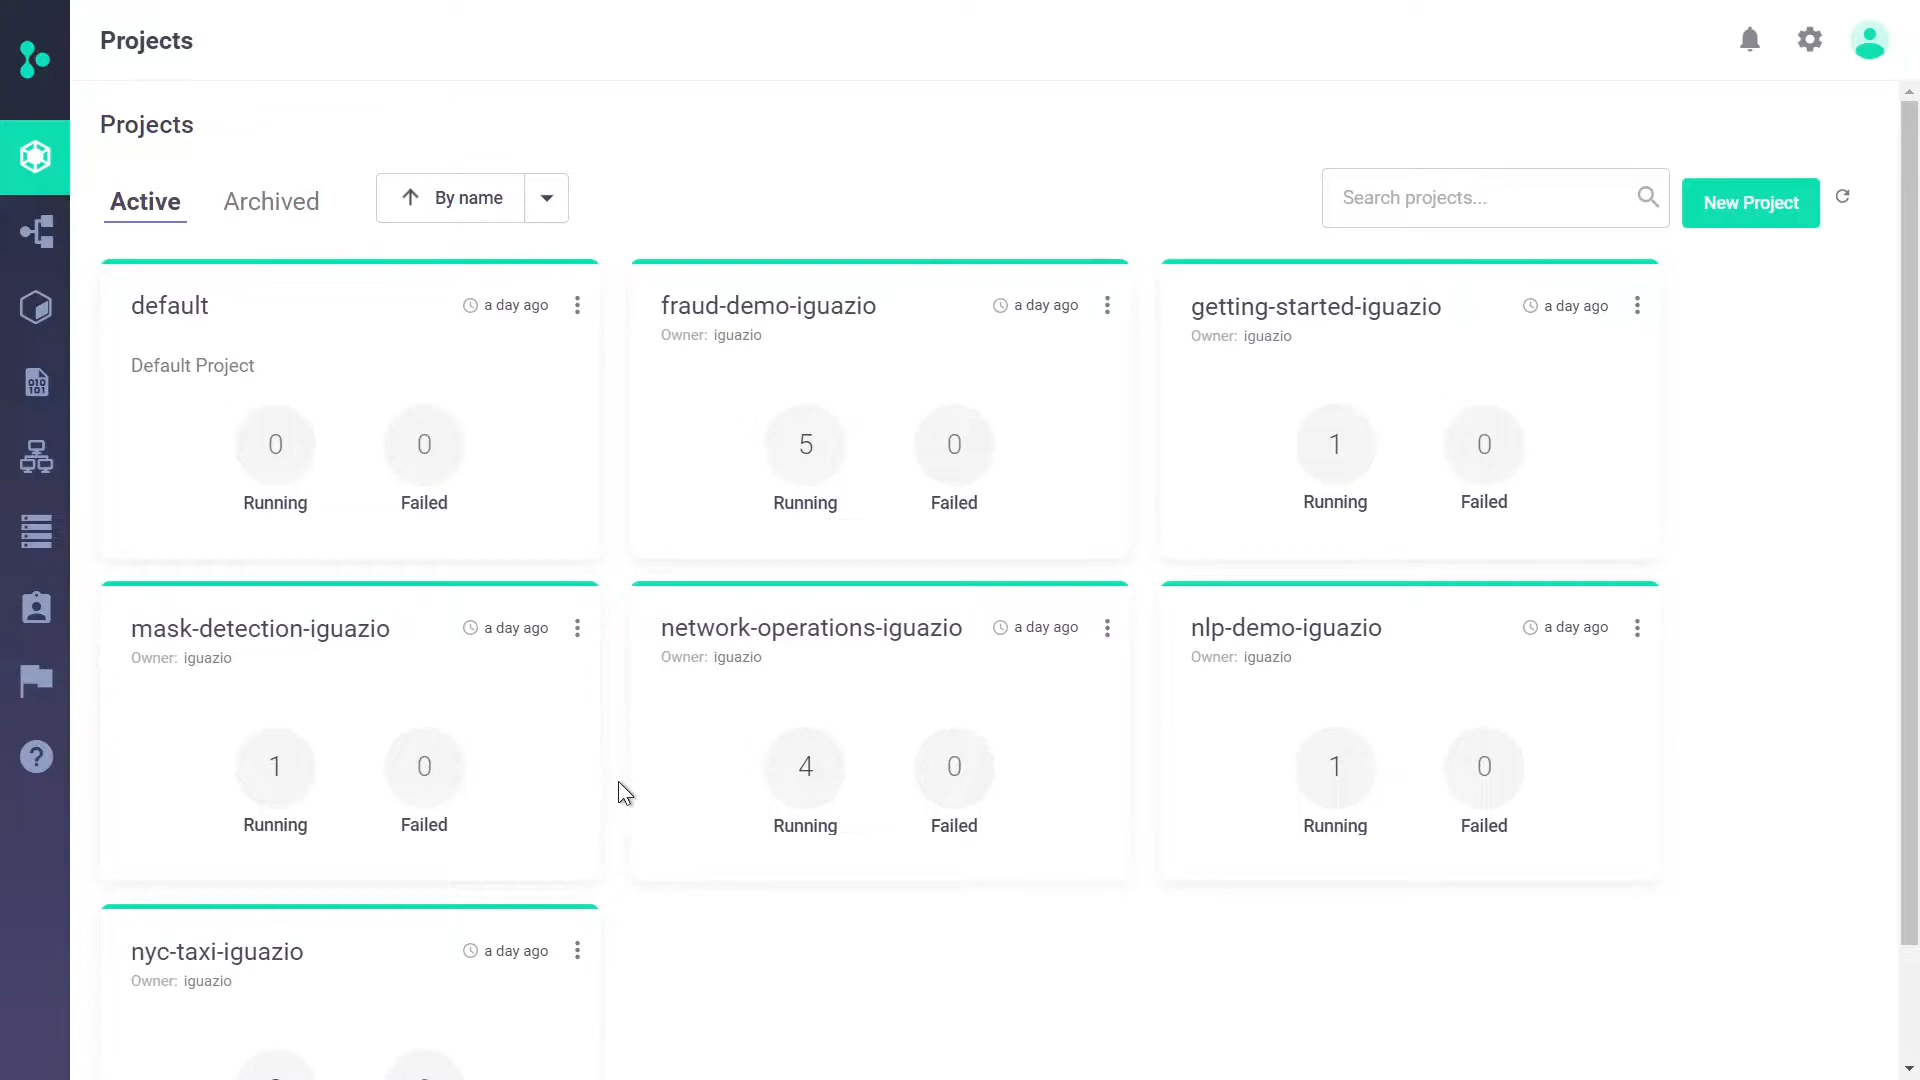 Projects
Projects
Active
Archived
By name
Search projects...
New Project
default
a day ago
Default Project
0
0
Running
Failed
fraud-demo-iguazio
a day ago
Owner: iguazio
5
0
Running
Failed
getting-started-iguazio
a day ago
Owner: iguazio
1
0
Running
Failed
mask-detection-iguazio
a day ago
Owner: iguazio
1
0
Running
Failed
network-operations-iguazio
a day ago
Owner: iguazio
4
0
Running
Failed
nlp-demo-iguazio
a day ago
Owner: iguazio
1
0
Running
Failed
nyc-taxi-iguazio
a day ago
Owner: iguazio
010
101
?